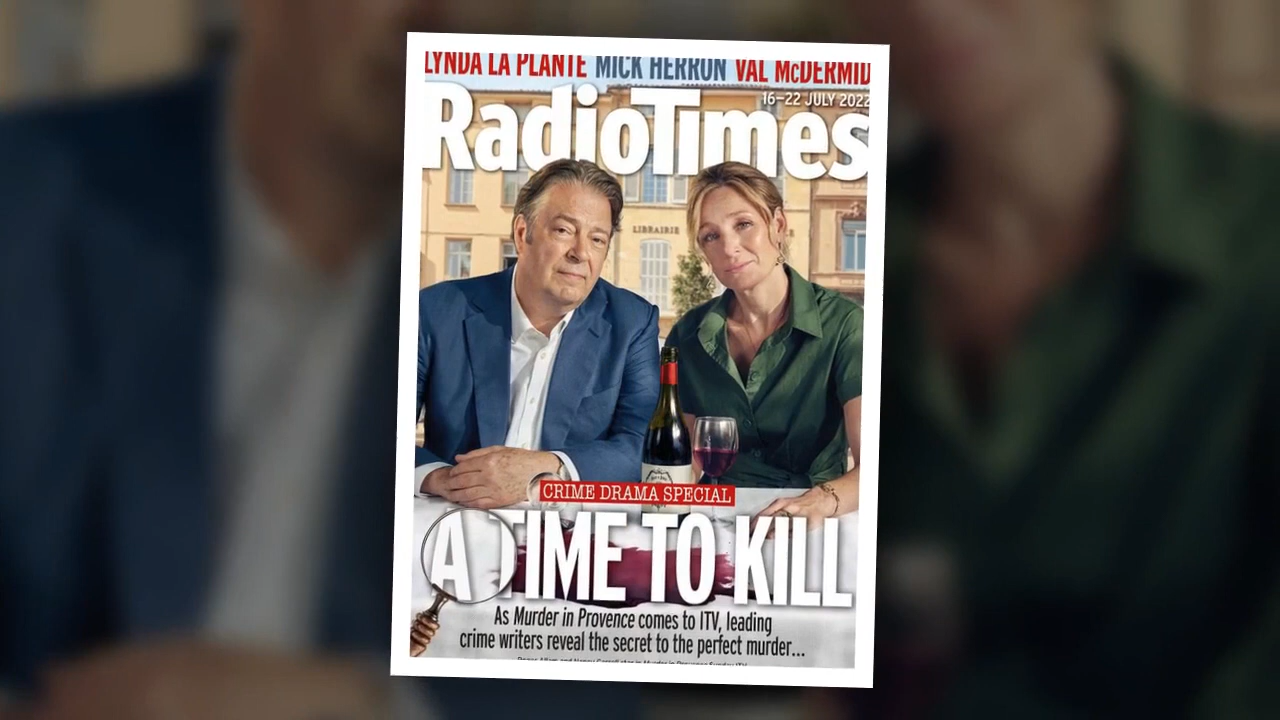 LYNDA LA PLANTE MICK HERRON VAL McDERMID
16–22 JULY 2022
RadioTimes
LIBRAIRIE
CRIME DRAMA SPECIAL
A TIME TO KILL
As Murder in Provence comes to ITV, leading
crime writers reveal the secret to the perfect murder...